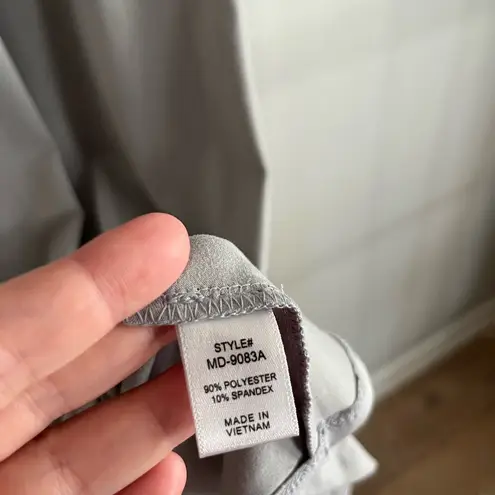 STYLE#
MD-9083A
90% POLYESTER
10% SPANDEX
MADE IN
VIETNAM